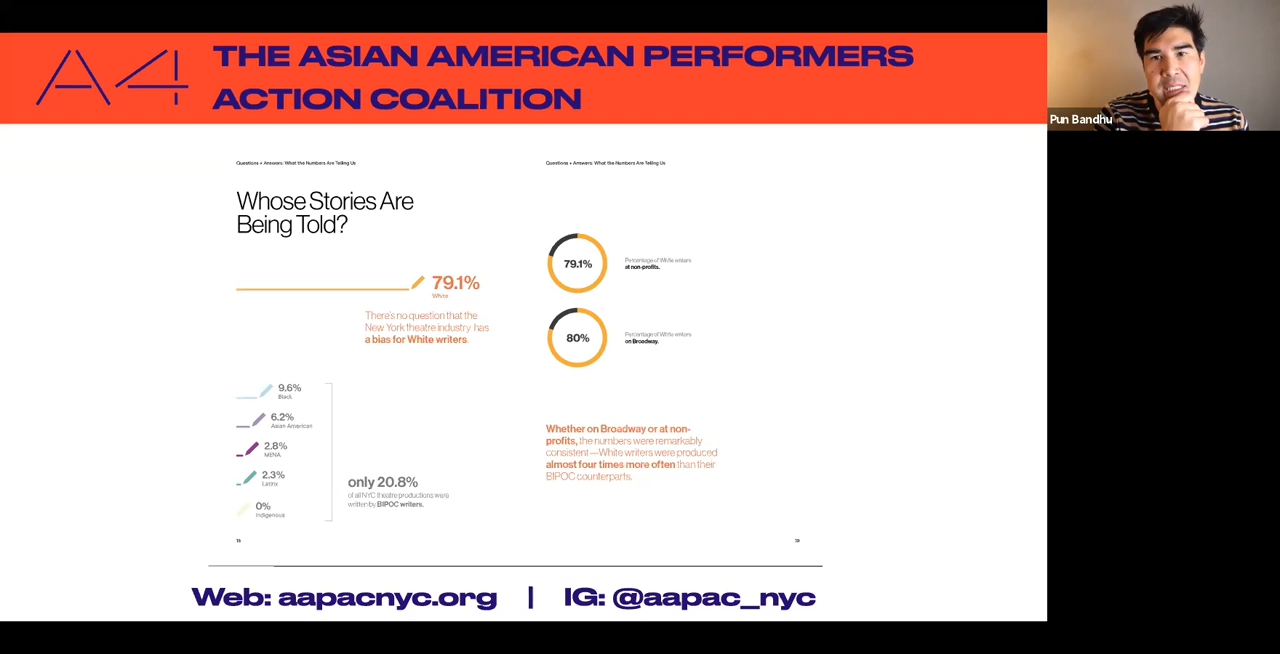 A4
THE ASIAN AMERICAN PERFORMERS
ACTION COALITION
Pun Bandhu
Questions + Answers: What the Numbers Are Telling Us
Whose Stories Are
Being Told?
79.1%
White
There's no question that the
New York theatre industry has
a bias for White writers.
9.6%
Black
6.2%
Asian American
2.8%
MENA
2.3%
Latinx
0%
Indigenous
only 20.8%
of all NYC theatre productions were
written by BIPOC writers.
Questions + Answers: What the Numbers Are Telling Us
79.1%
Percentage of White writers
at non-profits.
80%
Percentage of White writers
on Broadway.
Whether on Broadway or at non-
profits, the numbers were remarkably
consistent—White writers were produced
almost four times more often than their
BIPOC counterparts.
Web: aapacnyc.org | IG: @aapac_nyc